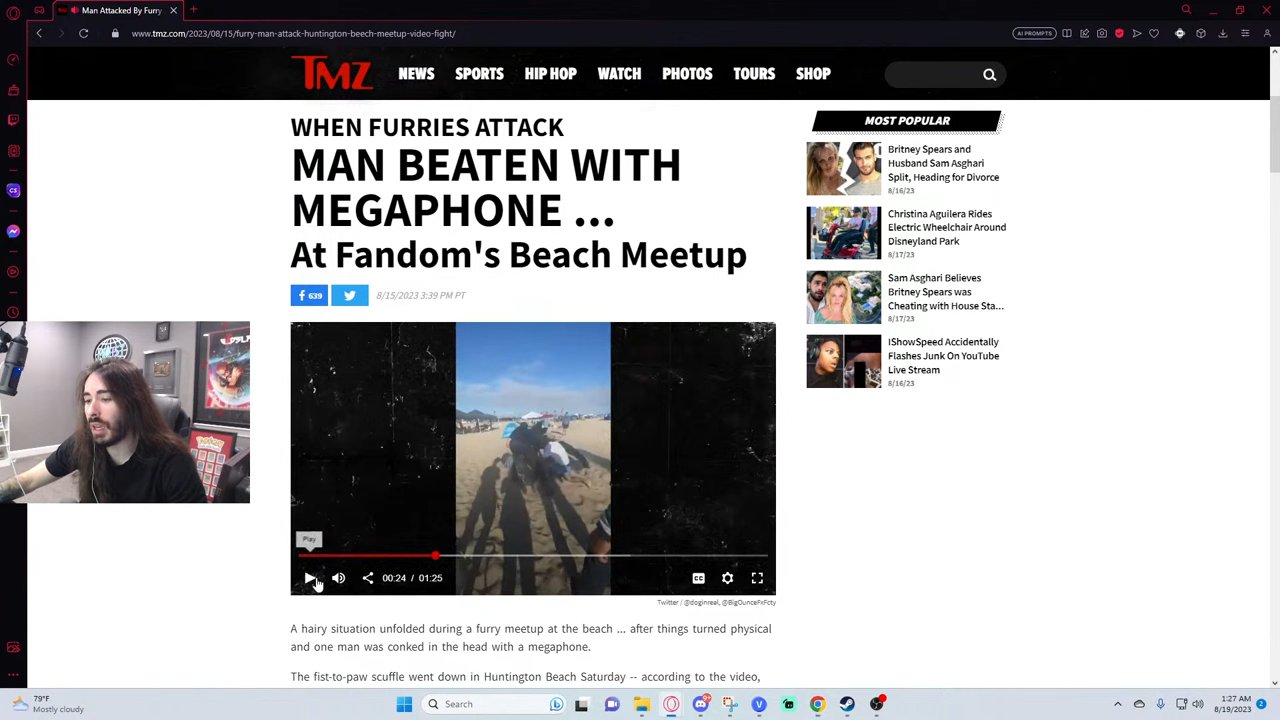 Man Attacked By Furry
www.tmz.com/2023/08/15/furry-man-attack-huntington-beach-meetup-video-fight/
AI PROMPTS
TMZ
NEWS
SPORTS
HIP HOP
WATCH
PHOTOS
TOURS
SHOP
WHEN FURRIES ATTACK
MAN BEATEN WITH
MEGAPHONE ...
At Fandom's Beach Meetup
639
8/15/2023 3:39 PM PT
Play
00:24 / 01:25
CC
Twitter / @doginreal, @BigOunceFxFcty
A hairy situation unfolded during a furry meetup at the beach ... after things turned physical
and one man was conked in the head with a megaphone.
The fist-to-paw scuffle went down in Huntington Beach Saturday -- according to the video,
MOST POPULAR
Britney Spears and
Husband Sam Asghari
Split, Heading for Divorce
8/16/23
Christina Aguilera Rides
Electric Wheelchair Around
Disneyland Park
8/17/23
Sam Asghari Believes
Britney Spears was
Cheating with House Sta...
8/17/23
IShowSpeed Accidentally
Flashes Junk On YouTube
Live Stream
8/16/23
79°F
Mostly cloudy
Search
1:27 AM
8/19/2023